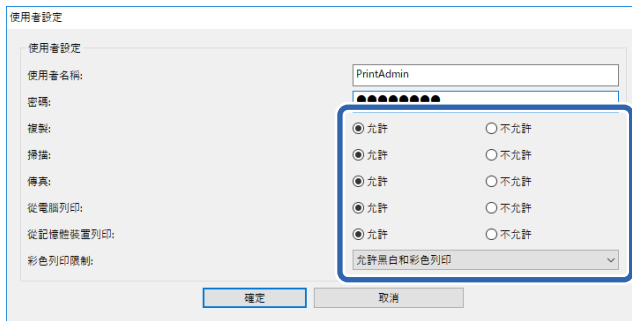 使用者設定
使用者設定
使用者名稱: PrintAdmin
密碼: ●●●●●●●●
複製: 允許 不允許
掃描: 允許 不允許
傳真: 允許 不允許
從電腦列印: 允許 不允許
從記憶體裝置列印: 允許 不允許
彩色列印限制: 允許黑白和彩色列印
確定 取消